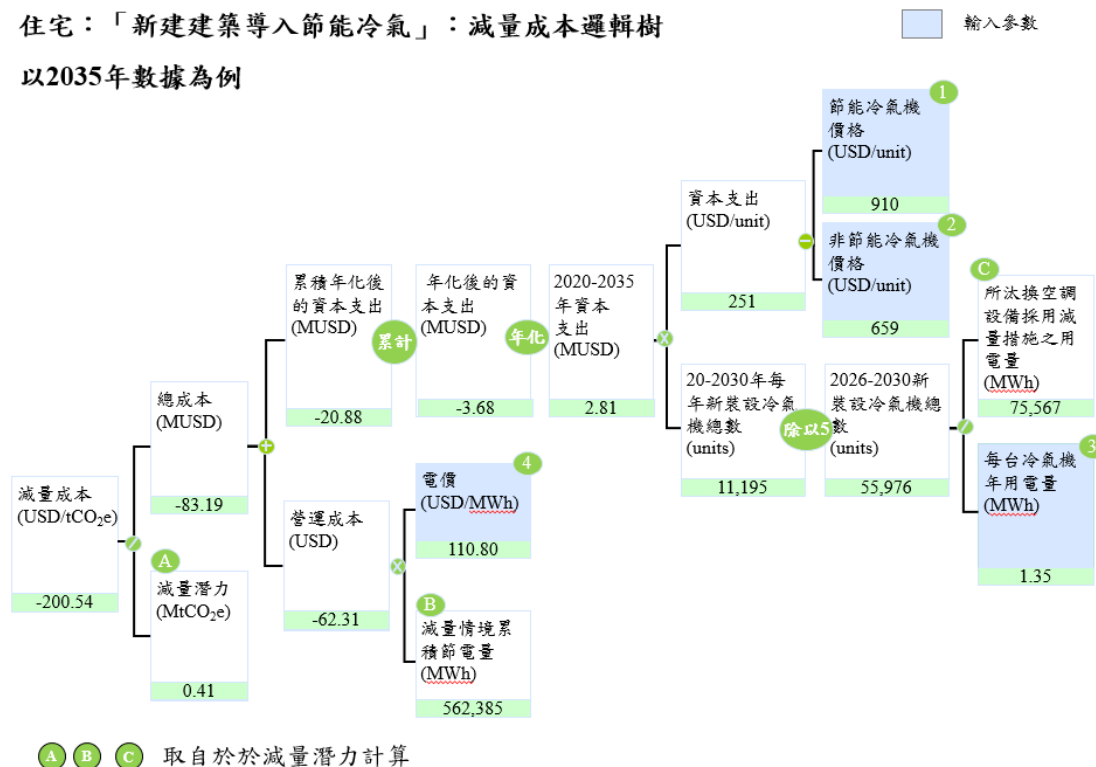 住宅：「新建建築導入節能冷氣」：減量成本邏輯樹
以2035年數據為例
輸入參數
1
節能冷氣機
價格
(USD/unit)
910
2
非節能冷氣機
價格
(USD/unit)
659
資本支出
(USD/unit)
251
累積年化後
的資本支出
(MUSD)
-20.88
累計
年化後的資
本支出
(MUSD)
-3.68
年化
2020-2035
年資本
支出
(MUSD)
2.81
20-2030年每
年新裝設冷氣
機總數
(units)
11,195
除以5
2026-2030新
裝設冷氣機總
數
(units)
55,976
C
所汰換空調
設備採用減
量措施之用
電量
(MWh)
75,567
3
每台冷氣機
年用電量
(MWh)
1.35
總成本
(MUSD)
-83.19
減量成本
(USD/tCO₂e)
-200.54
A
減量潛力
(MtCO₂e)
0.41
營運成本
(USD)
-62.31
4
電價
(USD/MWh)
110.80
B
減量情境累
積節電量
(MWh)
562,385
A B C 取自於於減量潛力計算